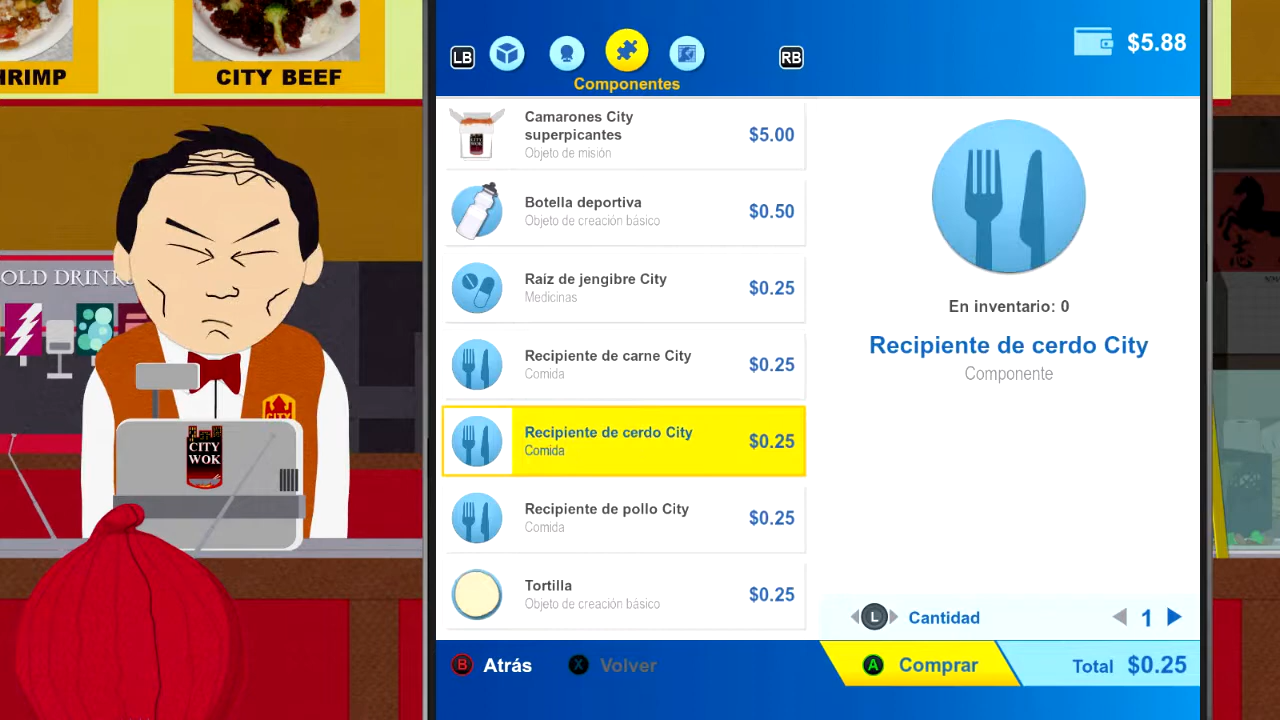 HRIMP
CITY BEEF
OLD DRINK
CITY
CITY
WOK
LB
RB
Componentes
$5.88
Camarones City
superpicantes
Objeto de misión
$5.00
Botella deportiva
Objeto de creación básico
$0.50
Raíz de jengibre City
Medicinas
$0.25
Recipiente de carne City
Comida
$0.25
Recipiente de cerdo City
Comida
$0.25
Recipiente de pollo City
Comida
$0.25
Tortilla
Objeto de creación básico
$0.25
En inventario: 0
Recipiente de cerdo City
Componente
L Cantidad 1
B Atrás
X Volver
A Comprar
Total $0.25